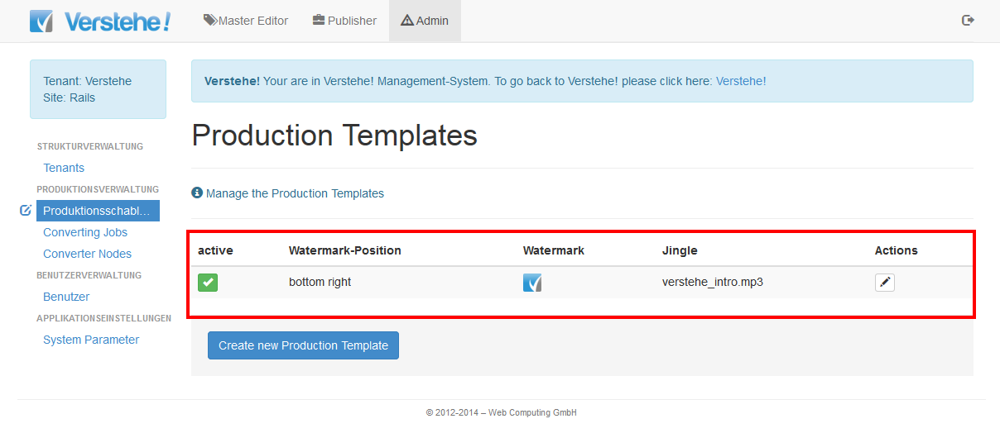 Verstehe! Master Editor Publisher Admin
Tenant: Verstehe
Site: Rails
STRUKTURVERWALTUNG
Tenants
PRODUKTIONSVERWALTUNG
Produktionsschabl...
Converting Jobs
Converter Nodes
BENUTZERVERWALTUNG
Benutzer
APPLIKATIONSEINSTELLUNGEN
System Parameter
Verstehe! Your are in Verstehe! Management-System. To go back to Verstehe! please click here: Verstehe!
Production Templates
Manage the Production Templates
active Watermark-Position Watermark Jingle Actions
bottom right verstehe_intro.mp3
Create new Production Template
© 2012-2014 – Web Computing GmbH